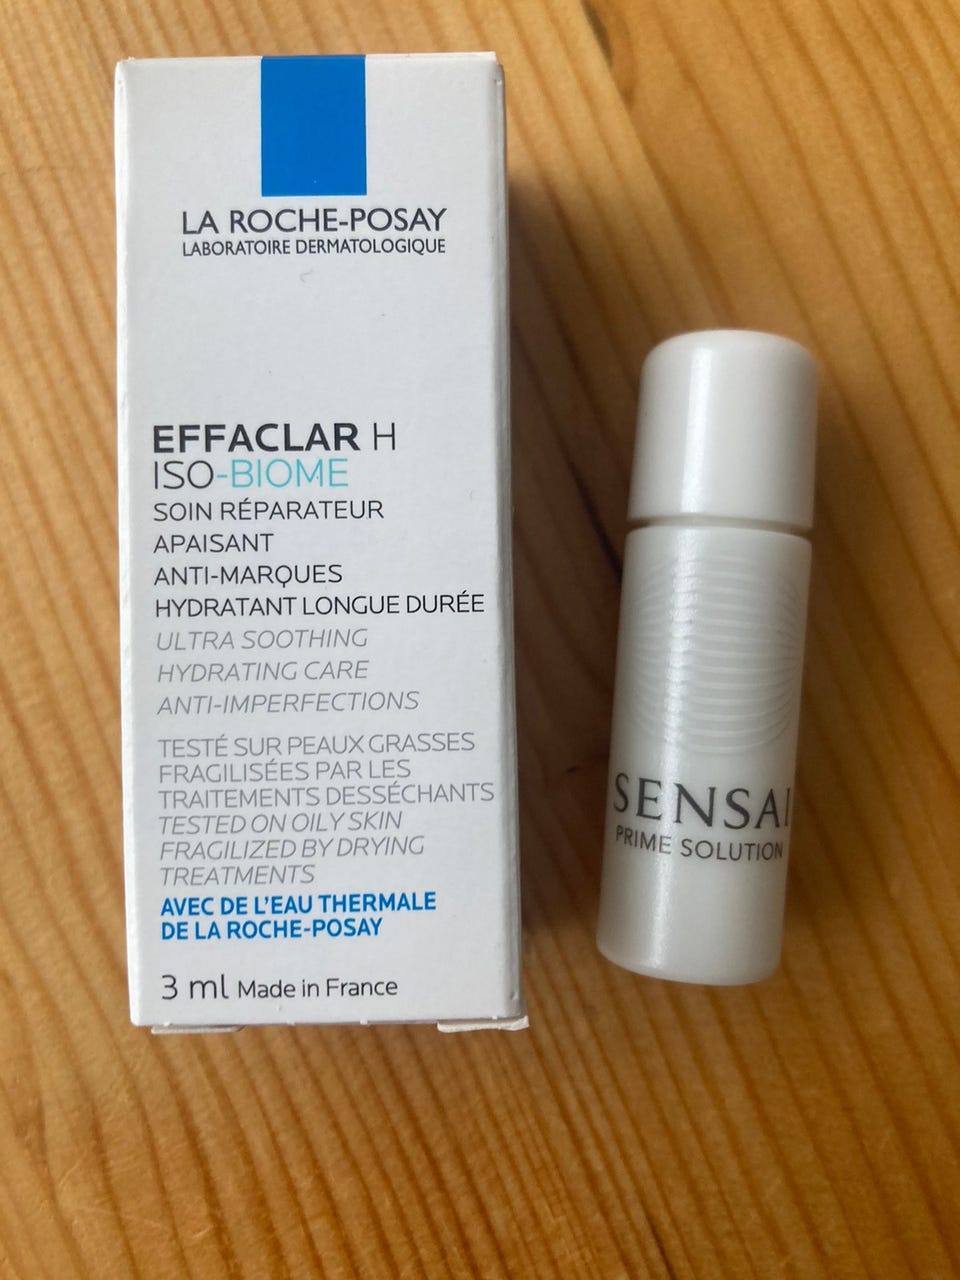 LA ROCHE-POSAY
LABORATOIRE DERMATOLOGIQUE
EFFACLAR H
ISO-BIOME
SOIN RÉPARATEUR
APAISANT
ANTI-MARQUES
HYDRATANT LONGUE DURÉE
ULTRA SOOTHING
HYDRATING CARE
ANTI-IMPERFECTIONS
TESTÉ SUR PEAUX GRASSES
FRAGILISÉES PAR LES
TRAITEMENTS DESSÉCHANTS
TESTED ON OILY SKIN
FRAGILIZED BY DRYING
TREATMENTS
AVEC DE L'EAU THERMALE
DE LA ROCHE-POSAY
3 ml Made in France
SENSAI
PRIME SOLUTION